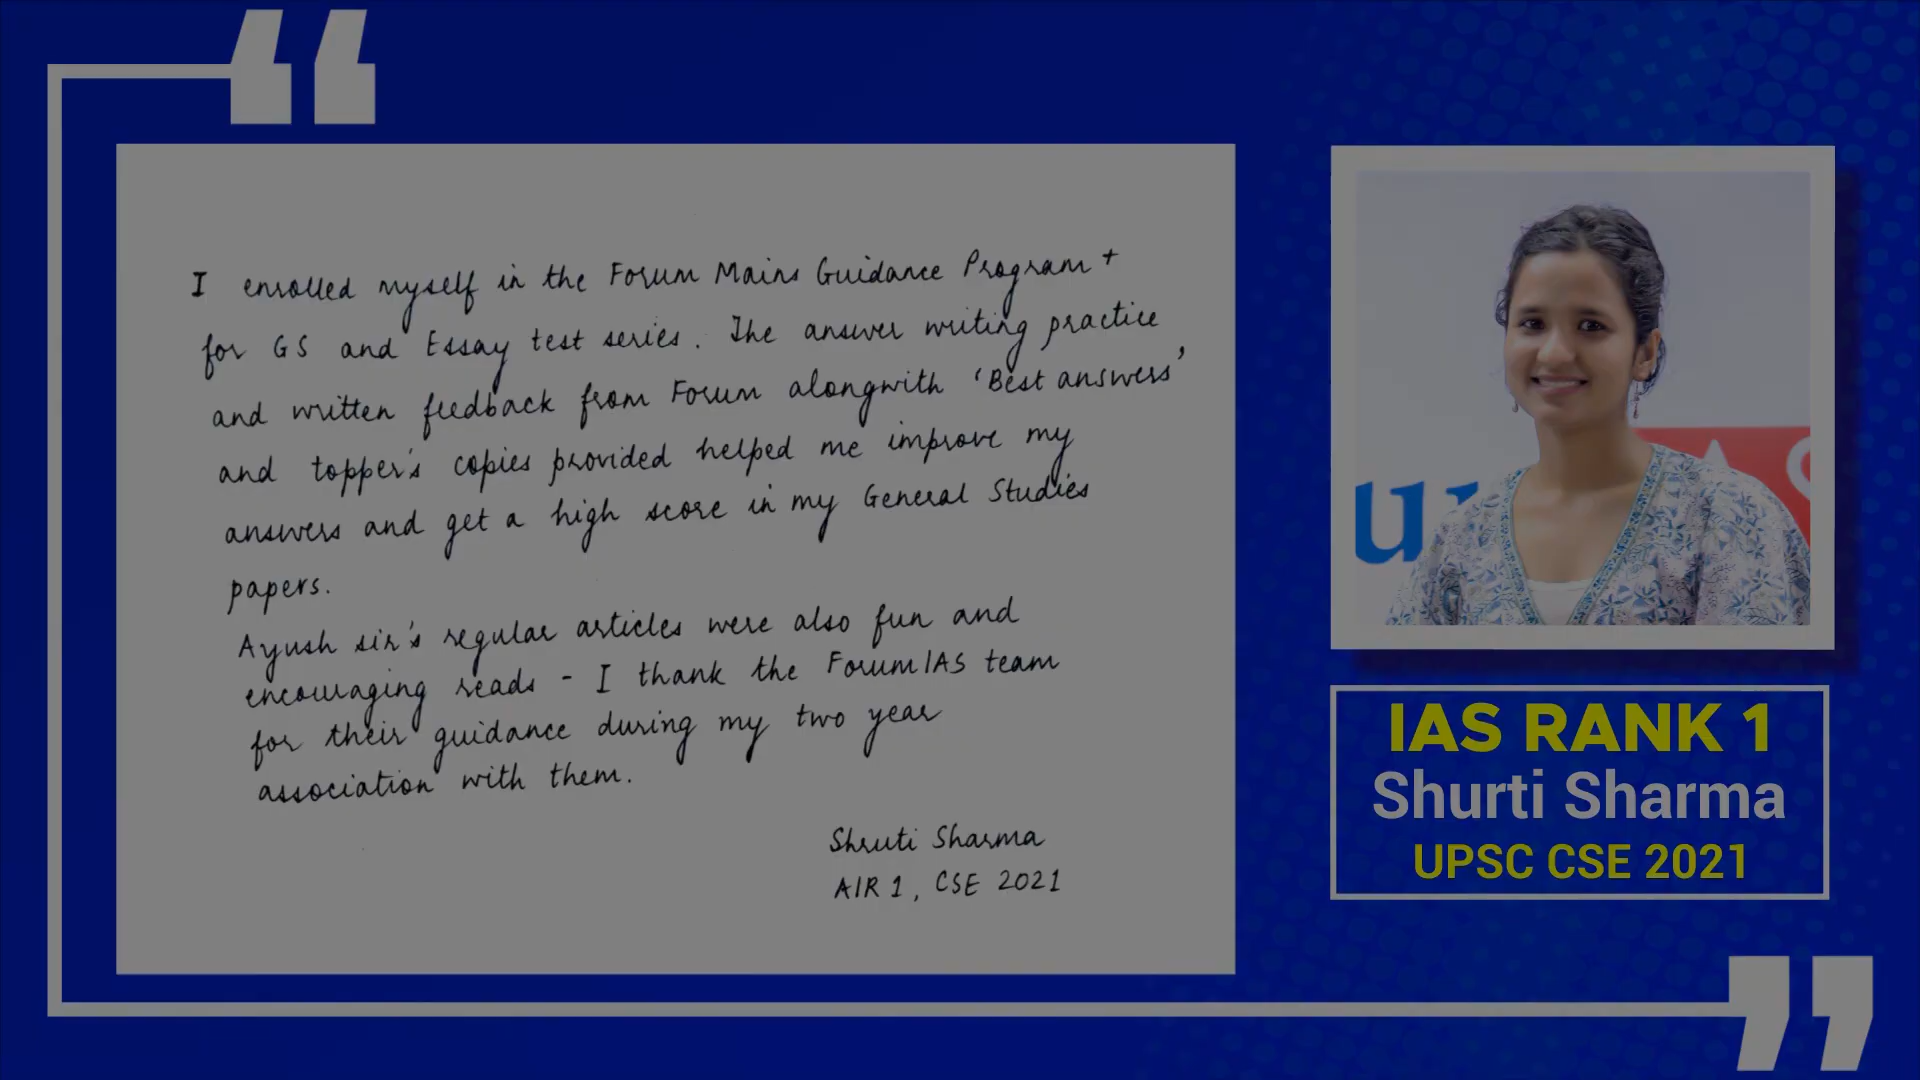 I enrolled myself in the Forum Mains Guidance Program +
for GS and Essay test series. The answer writing practice
and written feedback from Forum alongwith 'Best answers'
and topper's copies provided helped me improve my
answers and get a high score in my General Studies
papers.
Ayush sir's regular articles were also fun and
encouraging reads - I thank the ForumIAS team
for their guidance during my two year
association with them.
Shruti Sharma
AIR 1, CSE 2021
IAS RANK 1
Shurti Sharma
UPSC CSE 2021